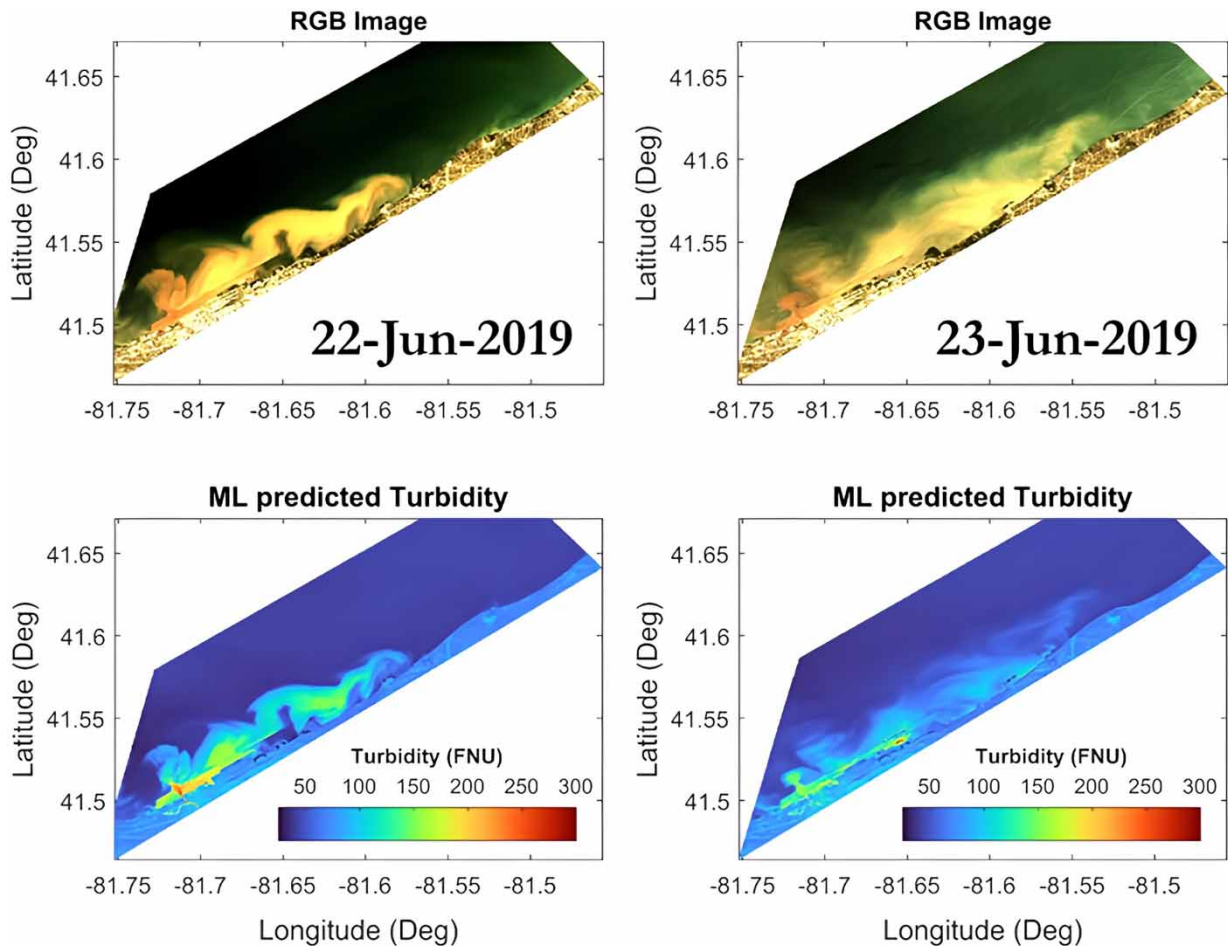 RGB Image
RGB Image
41.65
41.6
41.55
41.5
Latitude (Deg)
22-Jun-2019
-81.75 -81.7 -81.65 -81.6 -81.55 -81.5
41.65
41.6
41.55
41.5
Latitude (Deg)
23-Jun-2019
-81.75 -81.7 -81.65 -81.6 -81.55 -81.5
ML predicted Turbidity
ML predicted Turbidity
41.65
41.6
41.55
41.5
Latitude (Deg)
Turbidity (FNU)
50 100 150 200 250 300
-81.75 -81.7 -81.65 -81.6 -81.55 -81.5
Longitude (Deg)
41.65
41.6
41.55
41.5
Latitude (Deg)
Turbidity (FNU)
50 100 150 200 250 300
-81.75 -81.7 -81.65 -81.6 -81.55 -81.5
Longitude (Deg)